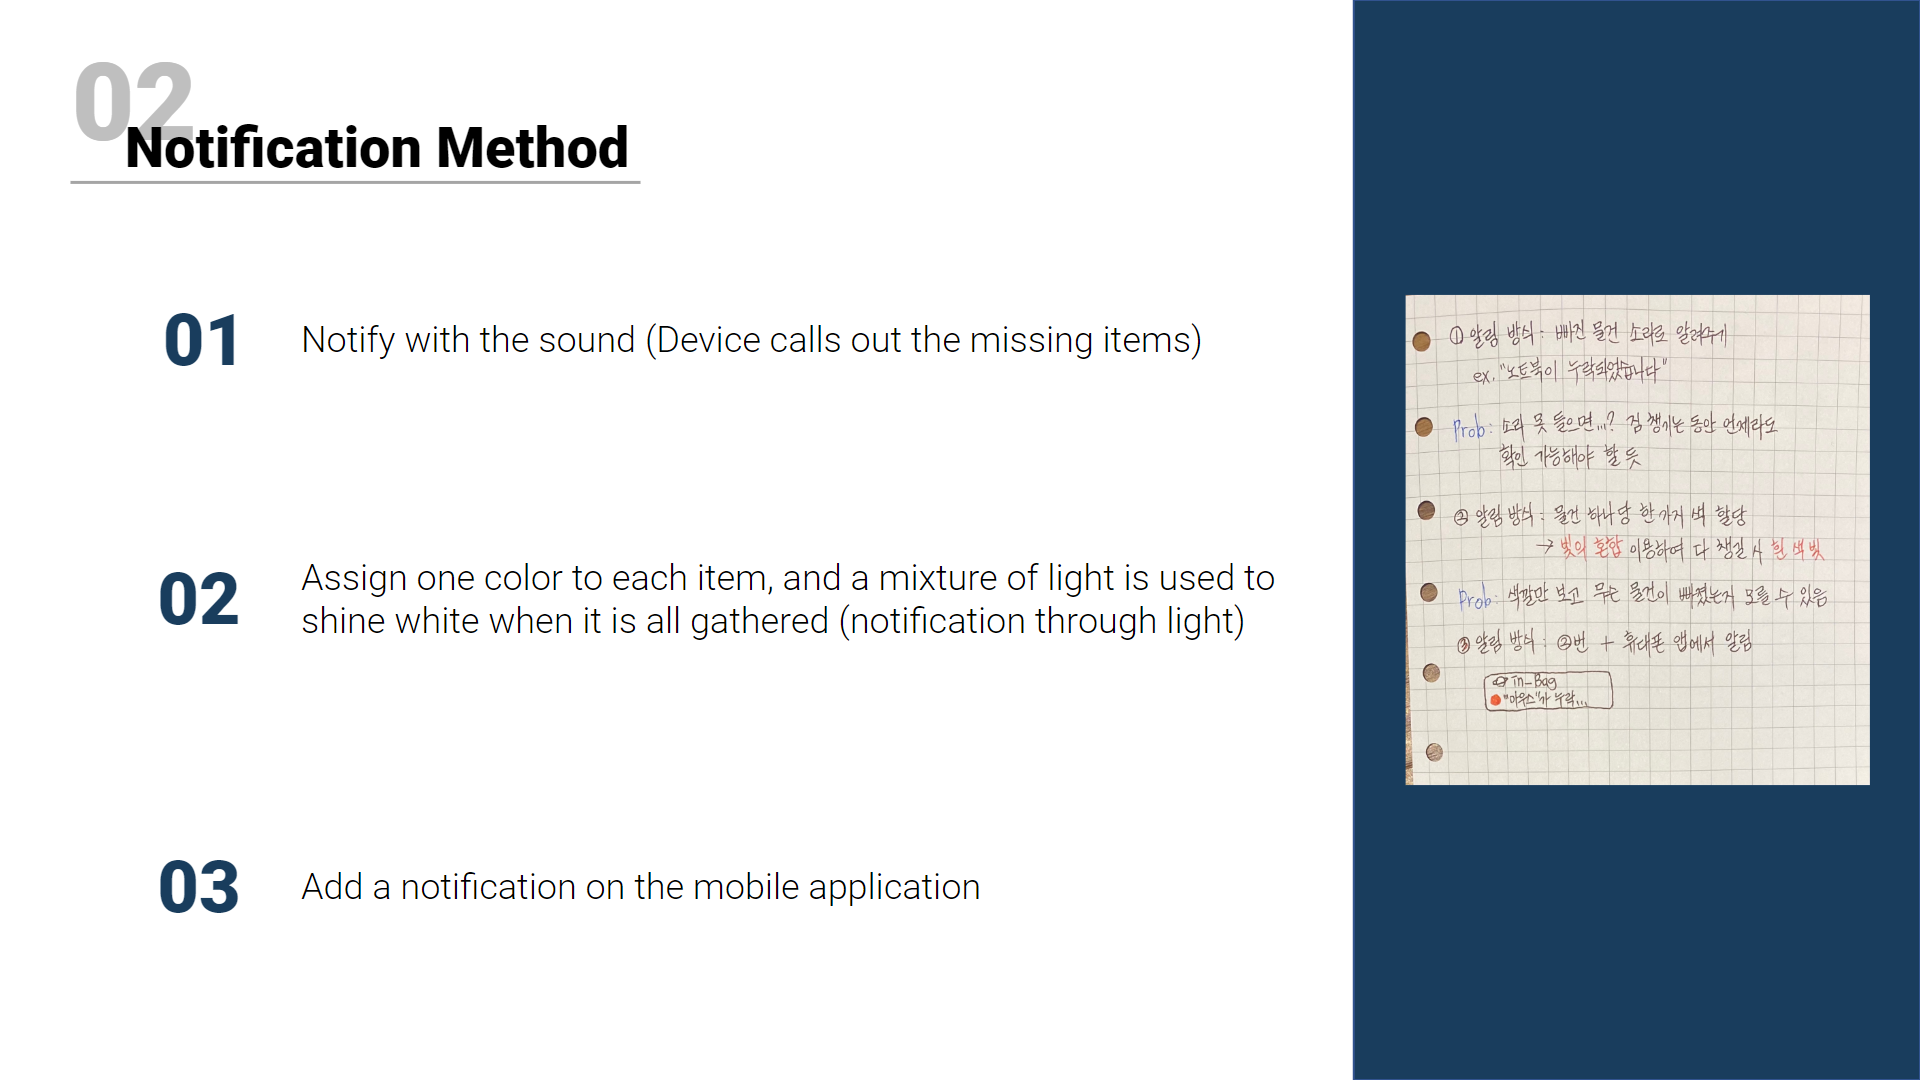 02
Notification Method
01
Notify with the sound (Device calls out the missing items)
02
Assign one color to each item, and a mixture of light is used to
shine white when it is all gathered (notification through light)
03
Add a notification on the mobile application
① 알림 방식 : 빠진 물건 소리로 알려주기
ex. "노트북이 누락되었습니다"
Prob : 소리 못 들으면...? 짐 챙기는 동안 언제라도
확인 가능해야 할 듯
② 알림 방식 : 물건 하나당 한가지 색 할당
→ 빛의 혼합 이용하여 다 챙길 시 흰색 빛
Prob : 색깔만 보고 무슨 물건이 빠졌는지 모를 수 있음
③ 알림 방식 : ②번 + 휴대폰 앱에서 알림
in-Bag
"마우스"가 누락...